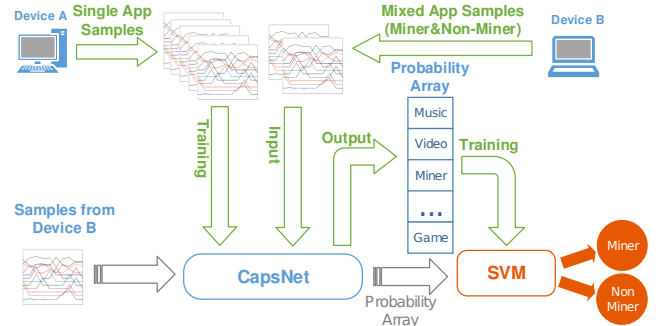 Device A
Single App
Samples
Mixed App Samples
(Miner&Non-Miner)
Device B
Probability
Array
Music
Video
Miner
...
Game
Training
Input
Output
Training
Samples from
Device B
CapsNet
Probability
Array
SVM
Miner
Non
Miner